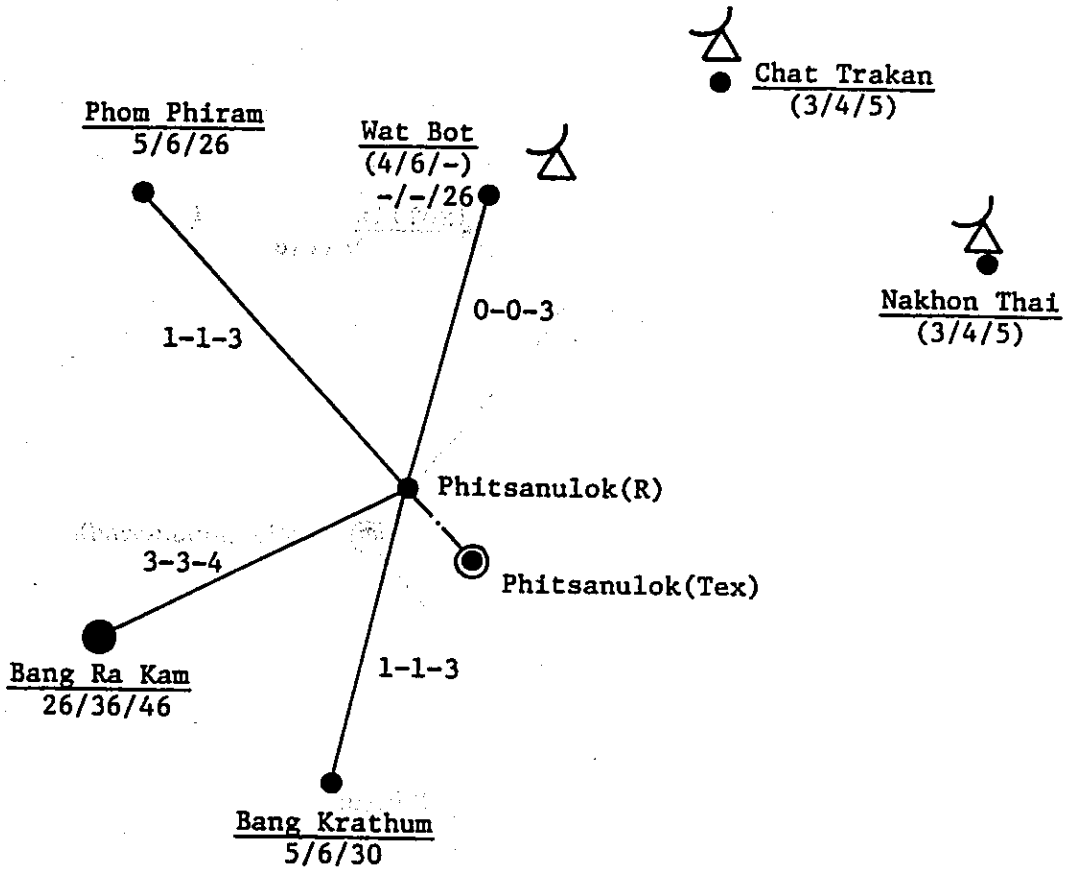 Chat Trakan
(3/4/5)
Phom Phiram
5/6/26
Wat Bot
(4/6/-)
-/-/26
Nakhon Thai
(3/4/5)
0-0-3
1-1-3
Phitsanulok(R)
3-3-4
Phitsanulok(Tex)
Bang Ra Kam
26/36/46
1-1-3
Bang Krathum
5/6/30